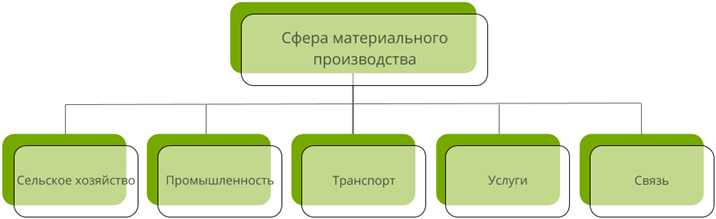 Сфера материального
производства
Сельское хозяйство
Промышленность
Транспорт
Услуги
Связь